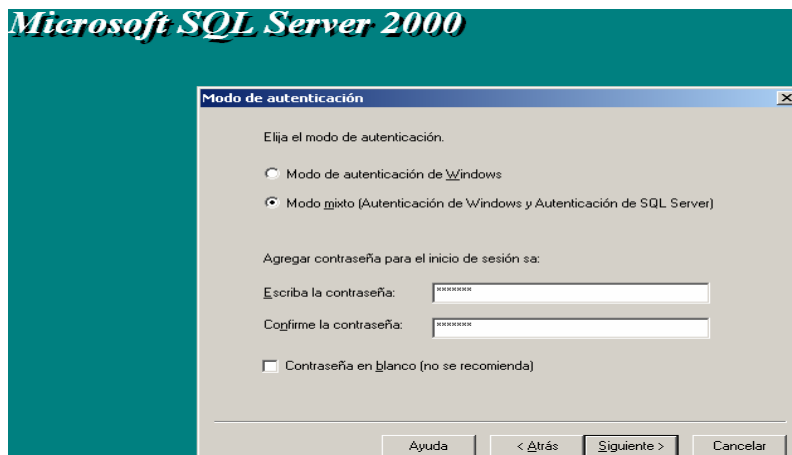 Microsoft SQL Server 2000
Modo de autenticación
Elija el modo de autenticación.
Modo de autenticación de Windows
Modo mixto (Autenticación de Windows y Autenticación de SQL Server)
Agregar contraseña para el inicio de sesión sa:
Escriba la contraseña: *******
Confirme la contraseña: *******
Contraseña en blanco (no se recomienda)
Ayuda < Atrás Siguiente > Cancelar